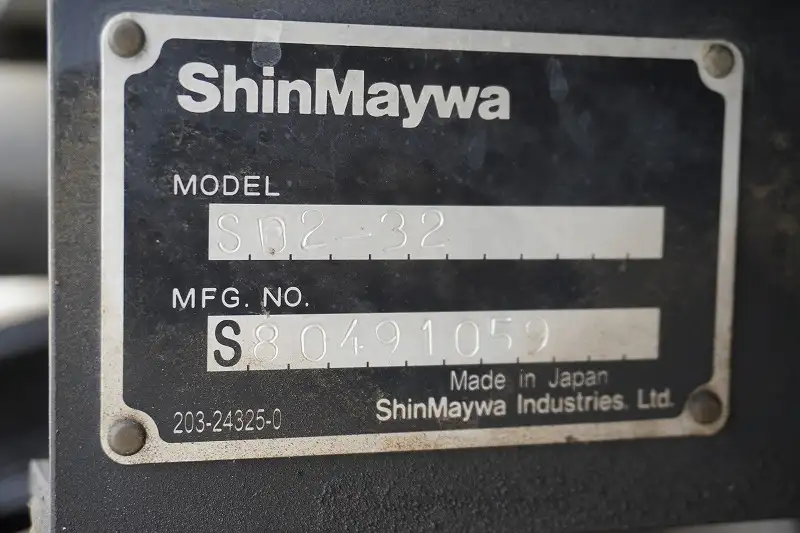 ShinMaywa
MODEL
SD2-32
MFG. NO.
S80491059
Made in Japan
203-24325-0
ShinMaywa Industries. Ltd.